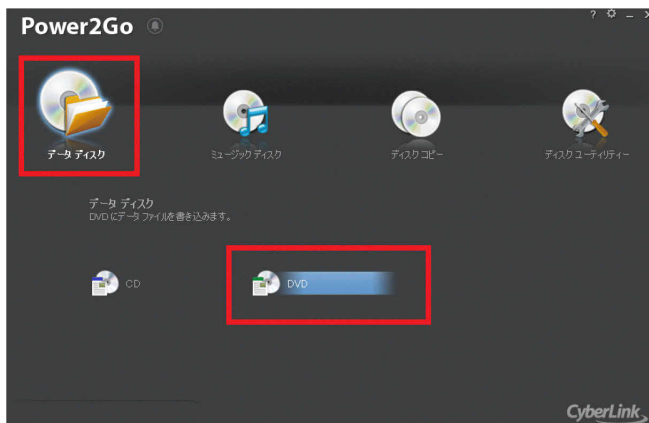 Power2Go
? 
データ ディスク
ミュージック ディスク
ディスク コピー
ディスク ユーティリティー
データ ディスク
DVD にデータ ファイルを書き込みます。
CD
DVD
CyberLink